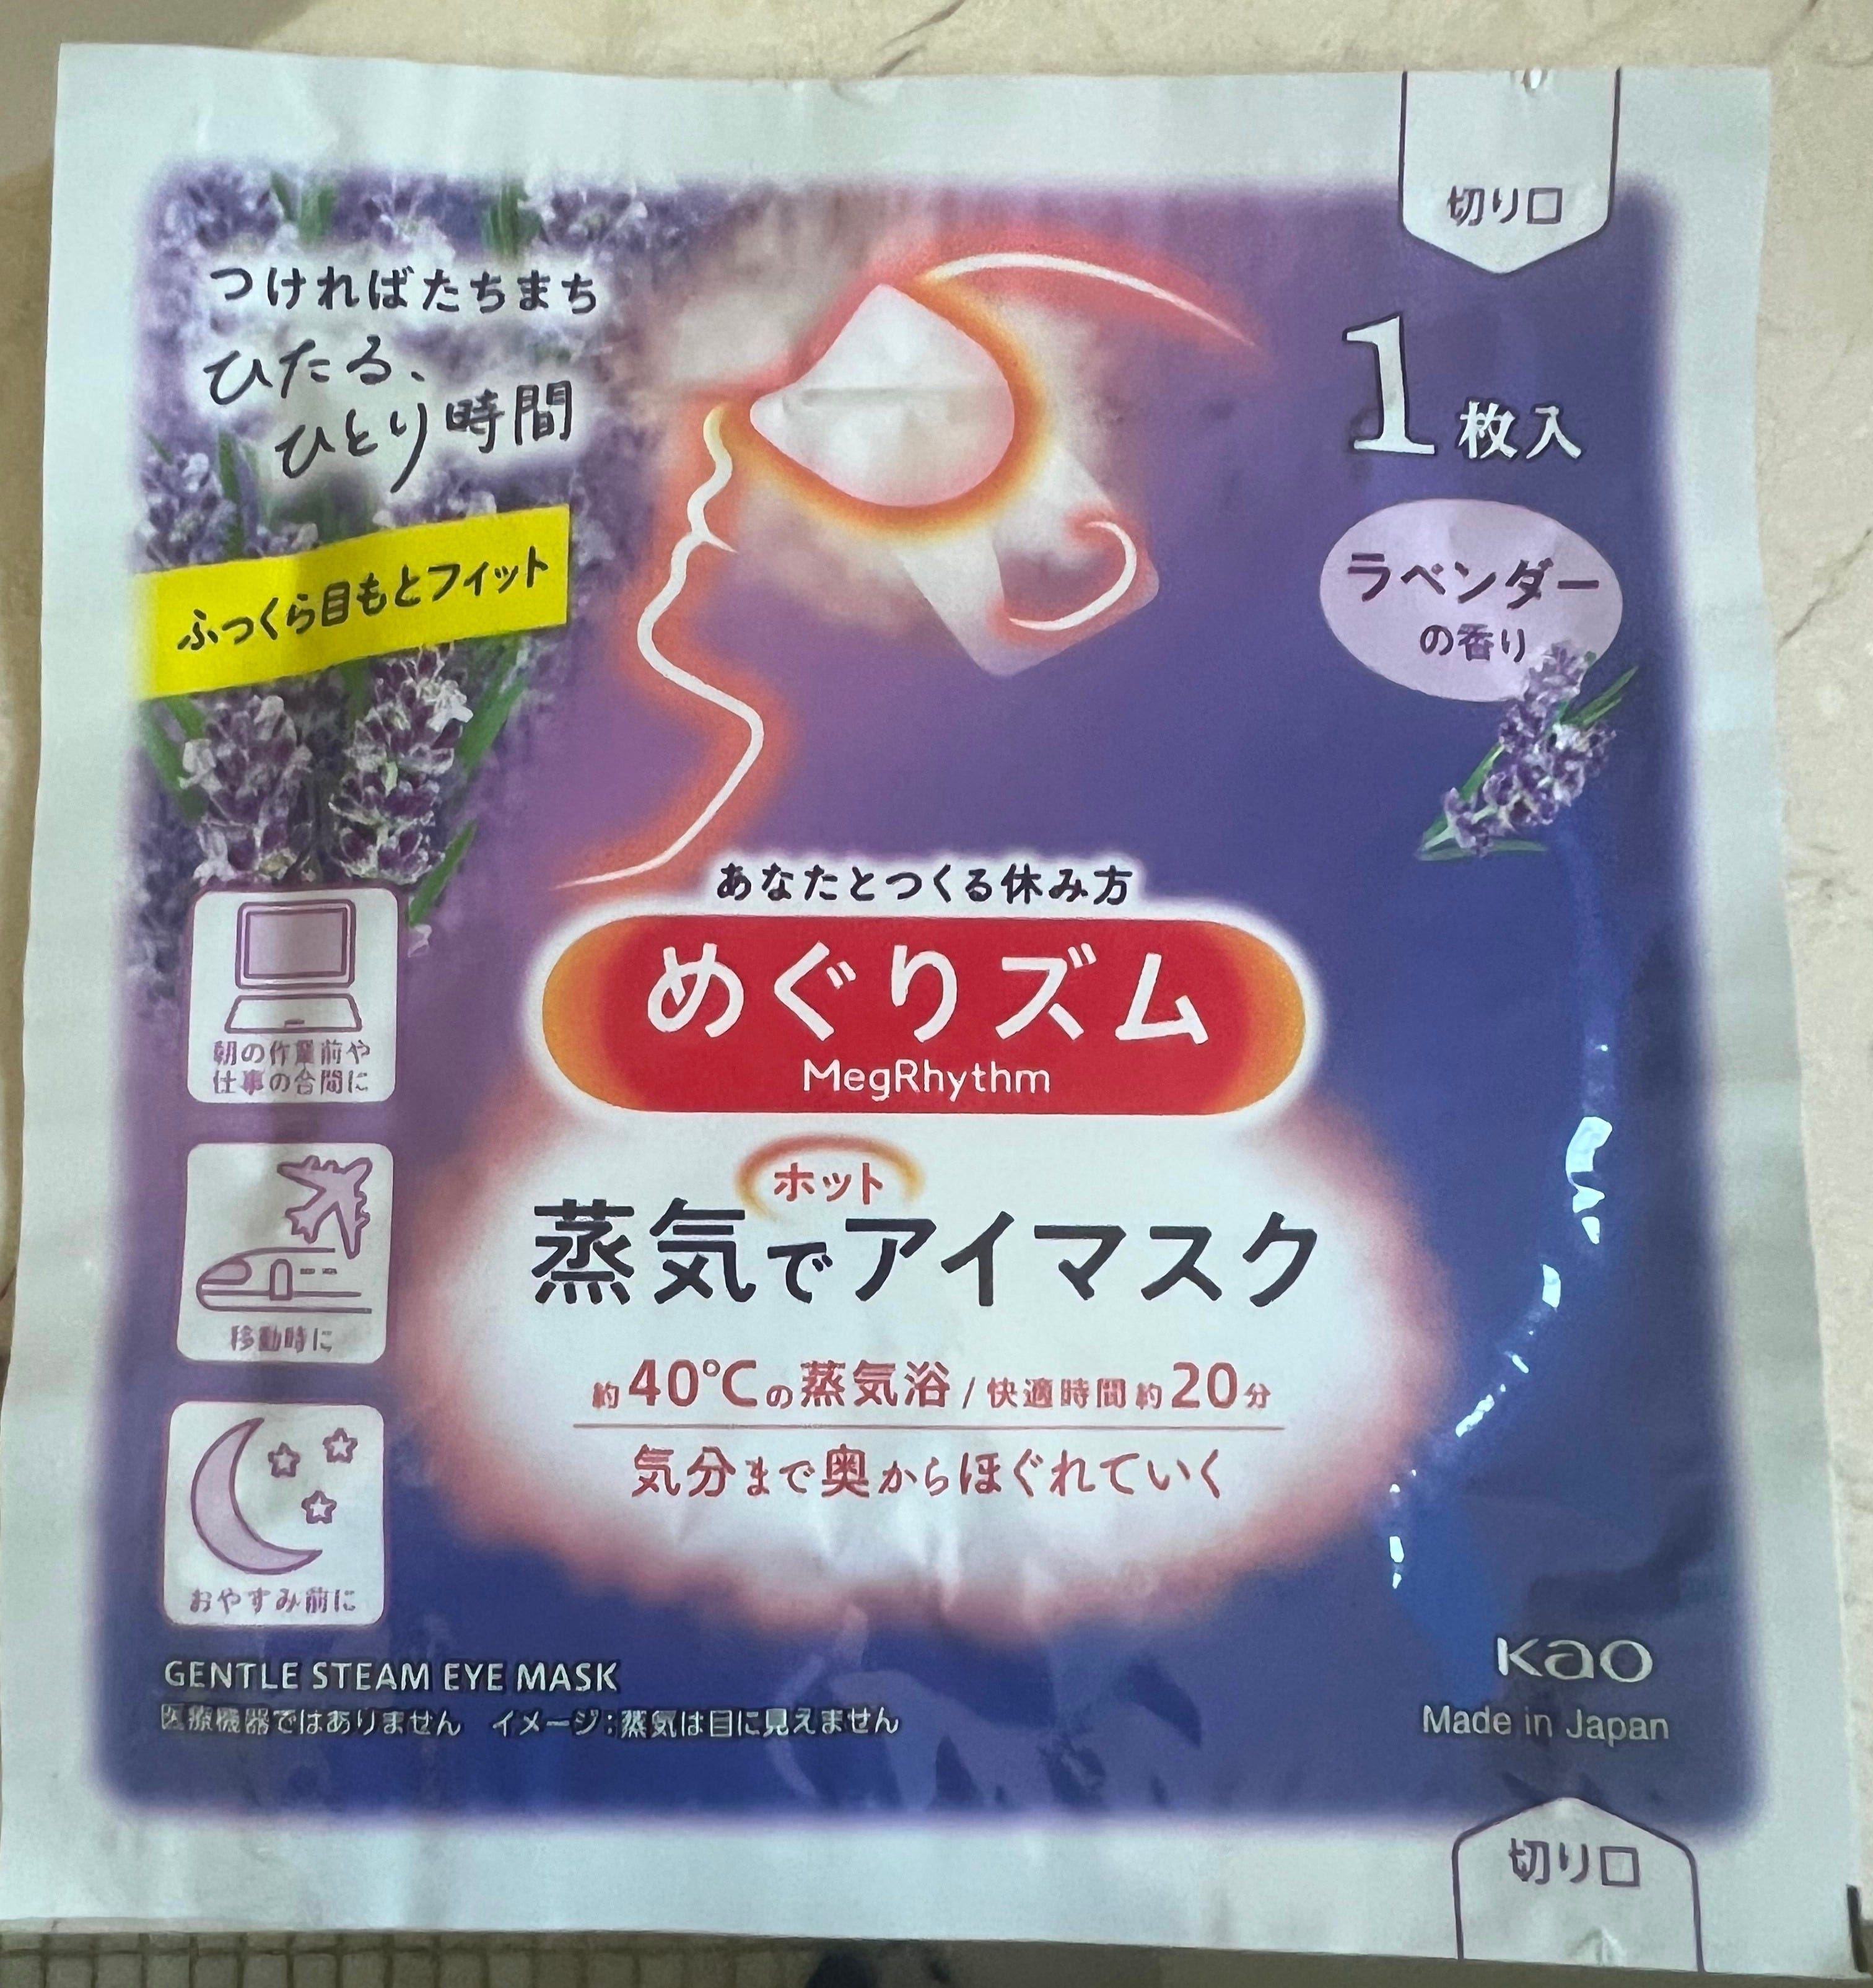 切り口
つければたちまち
ひたる、
ひとり時間
1枚入
ふっくら目もとフィット
ラベンダー
の香り
あなたとつくる休み方
めぐりズム
MegRhythm
朝の作業前や
仕事の合間に
ホット
蒸気でアイマスク
移動時に
約40℃の蒸気浴/快適時間約20分
気分まで奥からほぐれていく
おやすみ前に
GENTLE STEAM EYE MASK
医療機器ではありません イメージ:蒸気は目に見えません
Kao
Made in Japan
切り口